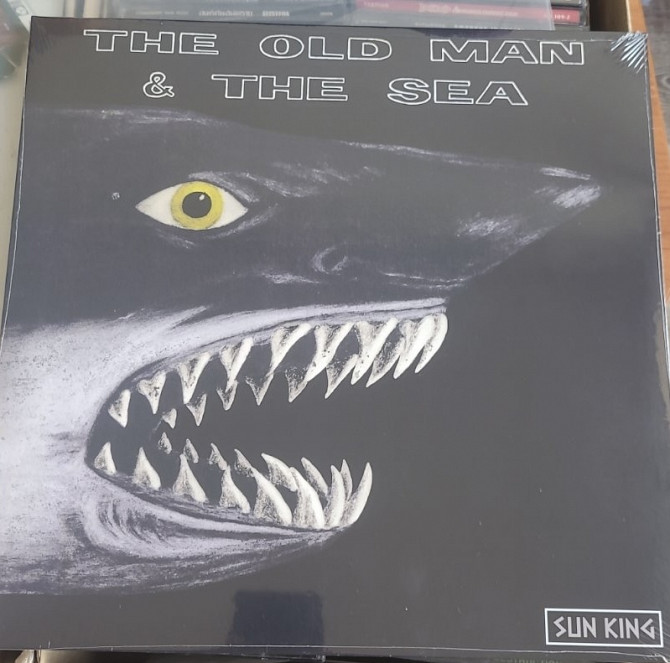 THE OLD MAN
& THE SEA
SUN KING